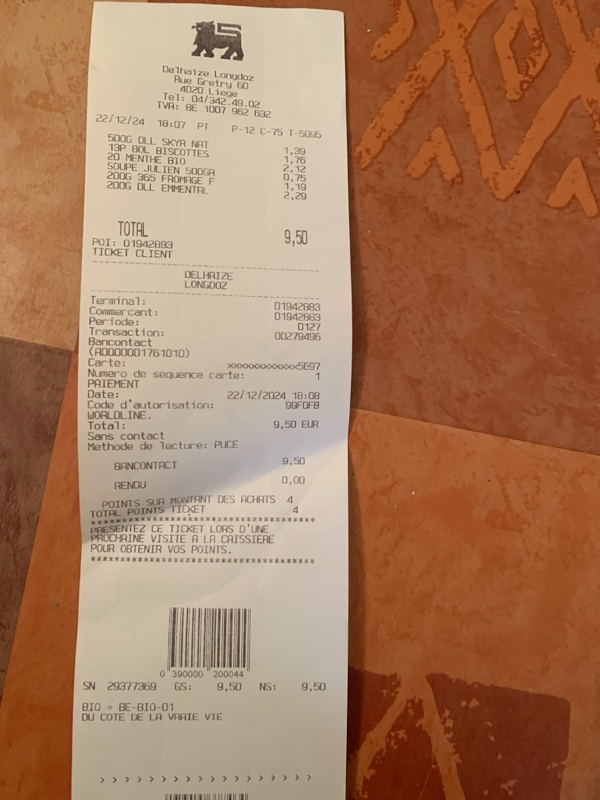 Delhaize Longdoz
Rue Gretry 60
4020 Liege
Tel: 04/342.49.02
TVA: BE 1007 962 632
22/12/24 18:07 PT P-12 C-75 T-5095
500G DLL SKYR NAT 1,39
13P BOL BISCOTTES 1,76
20 MENTHE BIO 2,12
SOUPE JULIEN 500GR 0,75
200G 365 FROMAGE F 1,19
200G DLL EMMENTAL 2,29
TOTAL 9,50
POI: 01942883
TICKET CLIENT
DELHAIZE
LONGDOZ
Terminal: 01942883
Commercant: 01942883
Periode: 0127
Transaction: 00279496
Bancontact
(A0000001761010)
Carte: xxxxxxxxxxxx5697
Numero de sequence carte: 1
PAIEMENT
Date: 22/12/2024 18:08
Code d'autorisation: 99F0FB
WORLDLINE.
Total: 9,50 EUR
Sans contact
Methode de lecture: PUCE
BANCONTACT 9,50
RENDU 0,00
POINTS SUR MONTANT DES ACHATS 4
TOTAL POINTS TICKET 4
PRESENTEZ CE TICKET LORS D'UNE
PROCHAINE VISITE A LA CAISSIERE
POUR OBTENIR VOS POINTS.
0 390000 200044
SN 29377369 GS: 9,50 NS: 9,50
BIO = BE-BIO-01
DU COTE DE LA VRAIE VIE